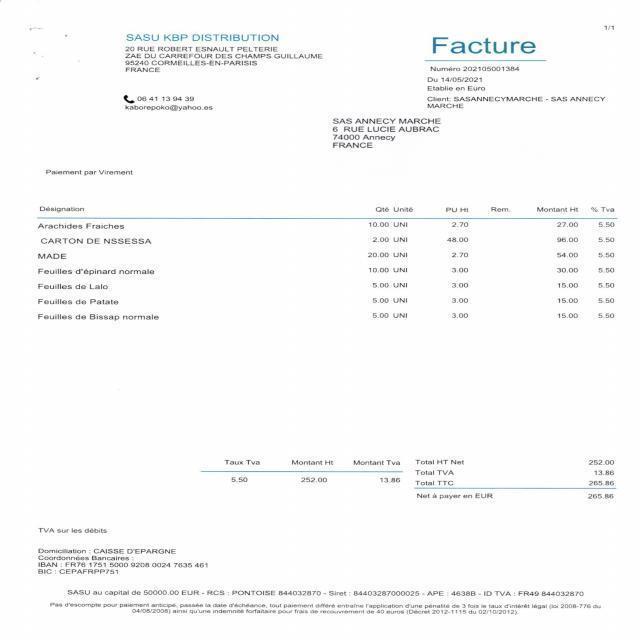 1/1
SASU KBP DISTRIBUTION
20 RUE ROBERT ESNAULT PELTERIE
ZAE DU CARREFOUR DES CHAMPS GUILLAUME
95240 CORMEILLES-EN-PARISIS
FRANCE
06 41 13 94 39
kaborepoko@yahoo.es
Facture
Numéro 202105001384
Du 14/05/2021
Etablie en Euro
Client: SASANNECYMARCHE - SAS ANNECY
MARCHE
SAS ANNECY MARCHE
6 RUE LUCIE AUBRAC
74000 Annecy
FRANCE
Paiement par Virement
Désignation Qté Unité PU Ht Rem. Montant Ht % Tva
Arachides Fraiches 10.00 UNI 2.70 27.00 5.50
CARTON DE NSSESSA 2.00 UNI 48.00 96.00 5.50
MADE 20.00 UNI 2.70 54.00 5.50
Feuilles d'épinard normale 10.00 UNI 3.00 30.00 5.50
Feuilles de Lalo 5.00 UNI 3.00 15.00 5.50
Feuilles de Patate 5.00 UNI 3.00 15.00 5.50
Feuilles de Bissap normale 5.00 UNI 3.00 15.00 5.50
Taux Tva Montant Ht Montant Tva
5.50 252.00 13.86
Total HT Net 252.00
Total TVA 13.86
Total TTC 265.86
Net à payer en EUR 265.86
TVA sur les débits
Domiciliation : CAISSE D'EPARGNE
Coordonnées Bancaires :
IBAN : FR76 1751 5000 9208 0024 7635 461
BIC : CEPAFRPP751
SASU au capital de 50000.00 EUR - RCS : PONTOISE 844032870 - Siret : 84403287000025 - APE : 4638B - ID TVA : FR49 844032870
Pas d'escompte pour paiement anticipé, passée la date d'échéance, tout paiement différé entraîne l'application d'une pénalité de 3 fois le taux d'intérêt légal (loi 2008-776 du
04/08/2008) ainsi qu'une indemnité forfaitaire pour frais de recouvrement de 40 euros (Décret 2012-1115 du 02/10/2012).